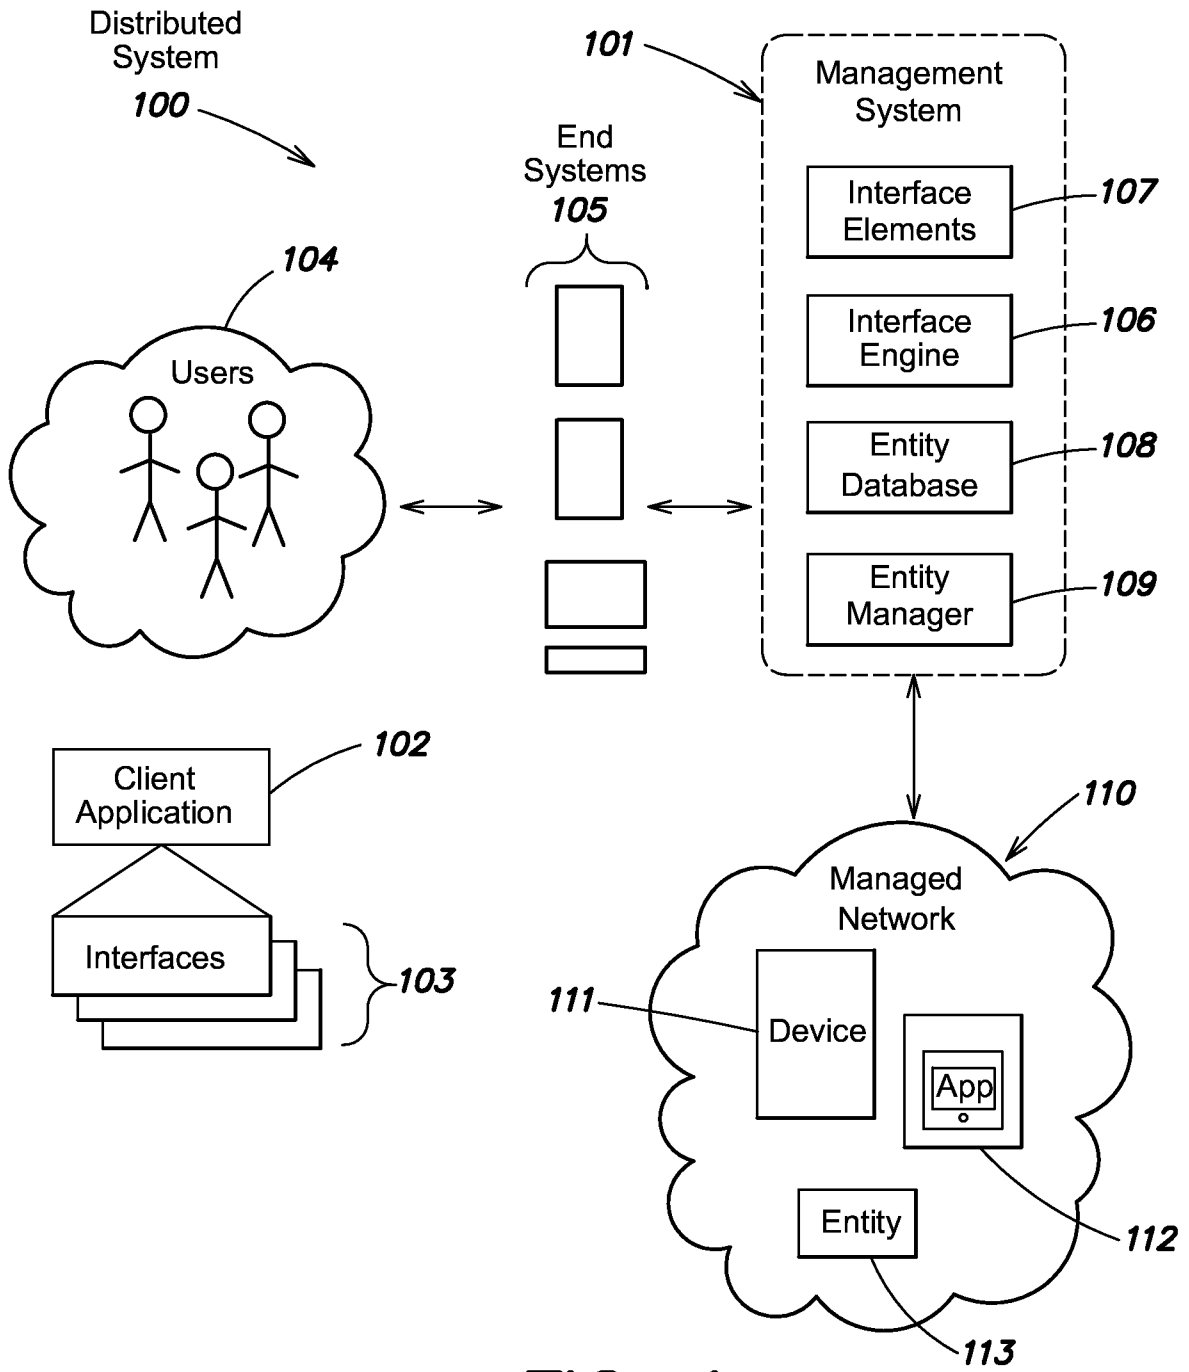 Distributed
System
100
101
Management
System
End
Systems
105
Interface
Elements
107
104
Interface
Engine
106
Users
Entity
Database
108
Entity
Manager
109
102
Client
Application
110
Managed
Network
Interfaces
103
111
Device
App
112
Entity
113